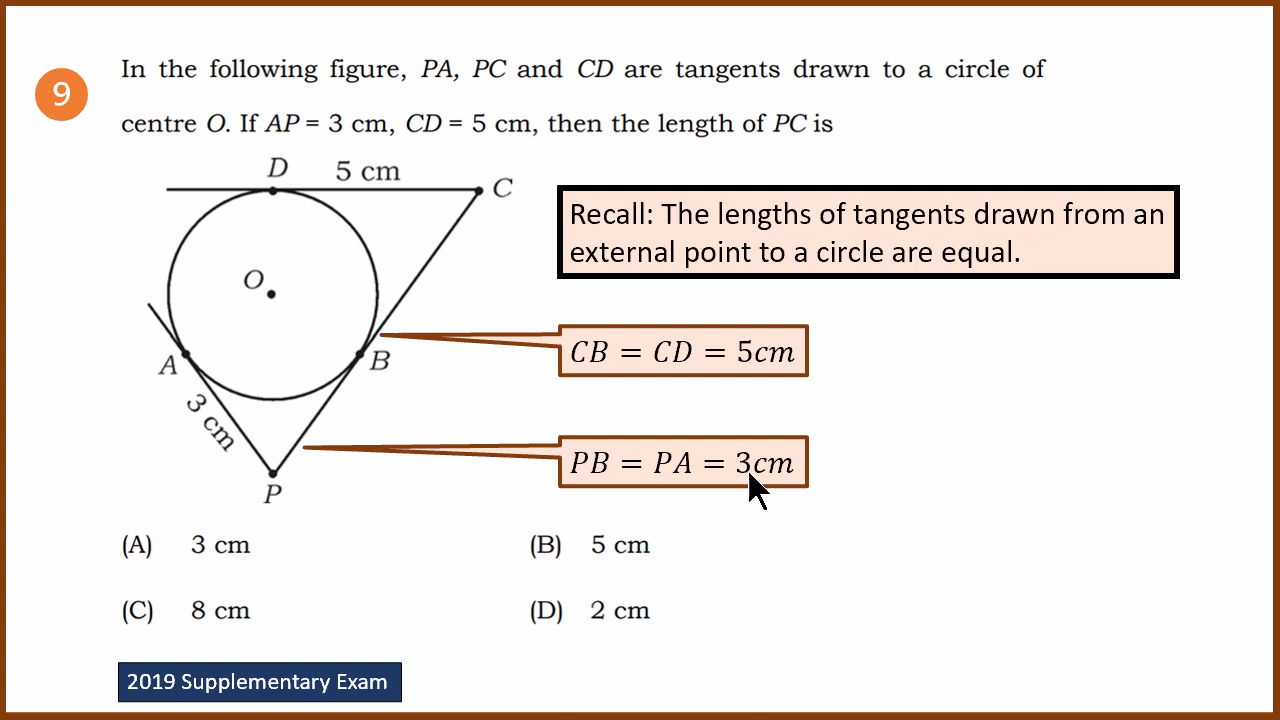 9
In the following figure, PA, PC and CD are tangents drawn to a circle of
centre O. If AP = 3 cm, CD = 5 cm, then the length of PC is
D
5 cm
C
Recall: The lengths of tangents drawn from an
external point to a circle are equal.
O
CB = CD = 5cm
A
B
3 cm
PB = PA = 3cm
P
(A) 3 cm
(B) 5 cm
(C) 8 cm
(D) 2 cm
2019 Supplementary Exam